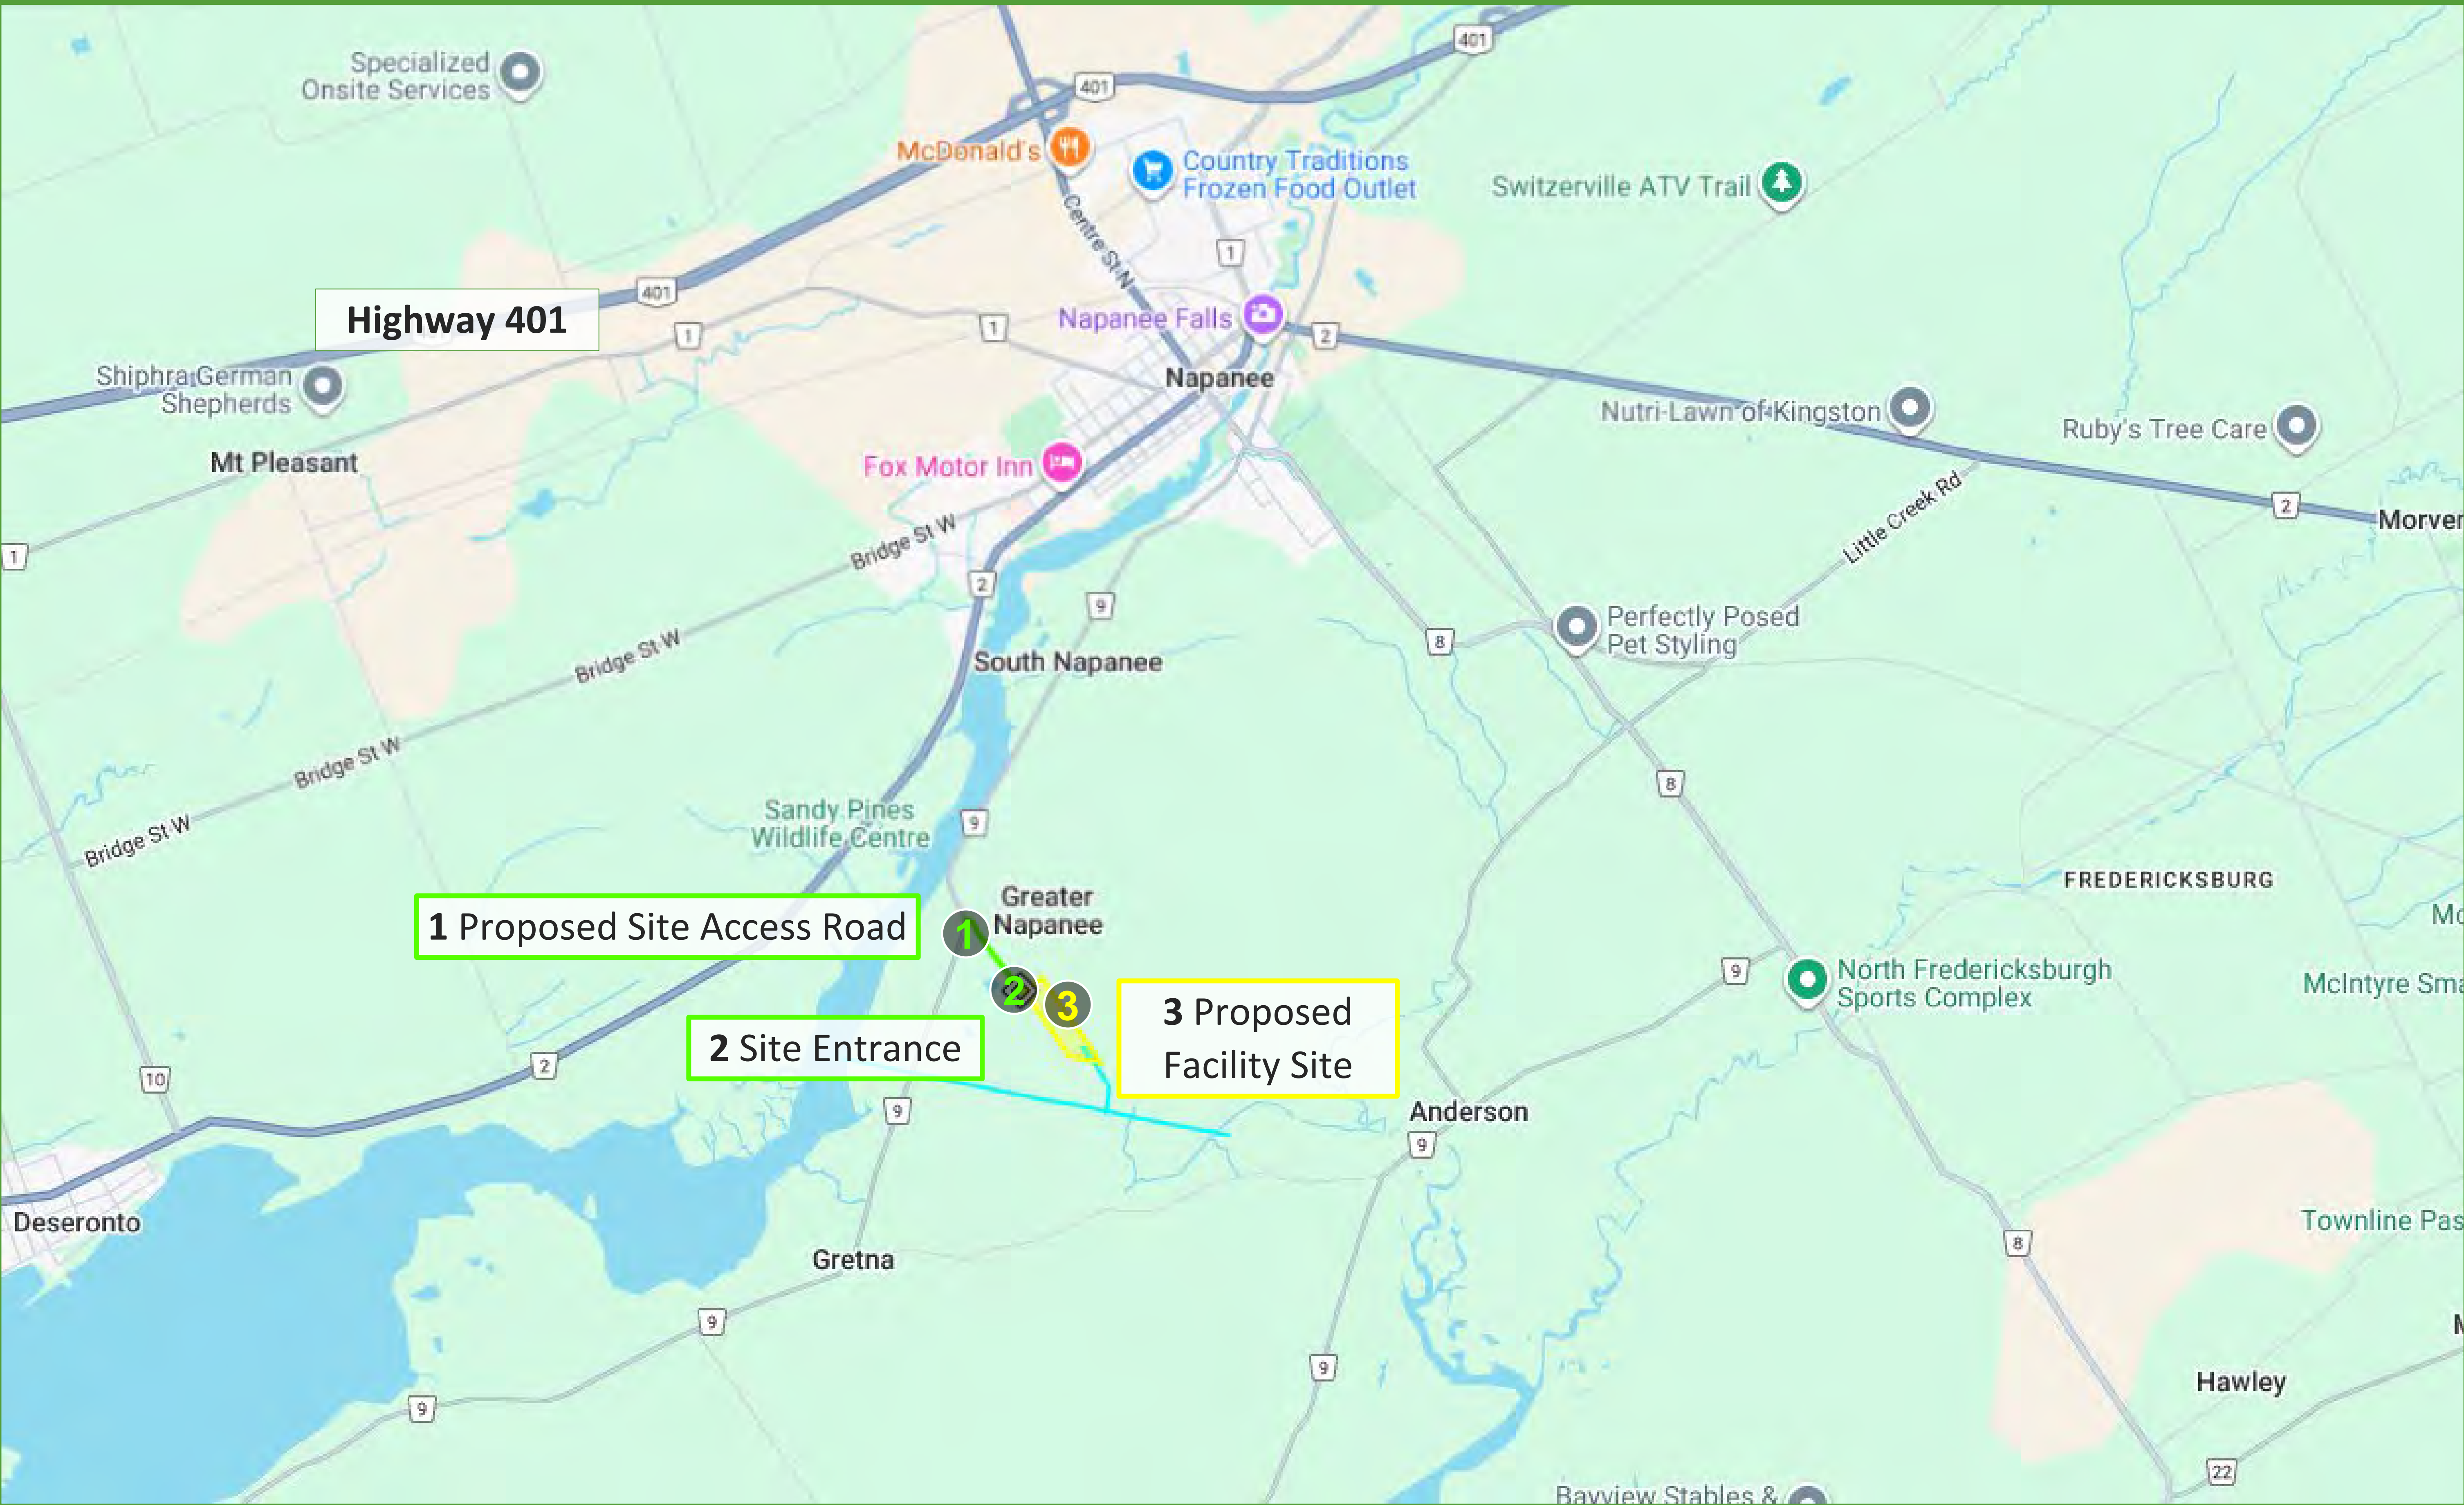 401
Specialized
Onsite Services
401
McDonald's
Country Traditions
Frozen Food Outlet
Switzerville ATV Trail
Centre St N
1
401
Highway 401
1
1
Napanee Falls
2
Shiphra German
Shepherds
Napanee
Nutri-Lawn of Kingston
Ruby's Tree Care
Mt Pleasant
Fox Motor Inn
Little Creek Rd
2
Morven
1
Bridge St W
2
9
Perfectly Posed
Pet Styling
8
Bridge St W
South Napanee
Bridge St W
8
Sandy Pines
Wildlife Centre
9
Bridge St W
FREDERICKSBURG
Greater
Napanee
1 Proposed Site Access Road
1
Mc
9
North Fredericksburgh
Sports Complex
McIntyre Sma
2
3
3 Proposed
Facility Site
2 Site Entrance
2
10
9
Anderson
9
Deseronto
Townline Pas
8
Gretna
9
9
Hawley
9
22
Bayview Stables &